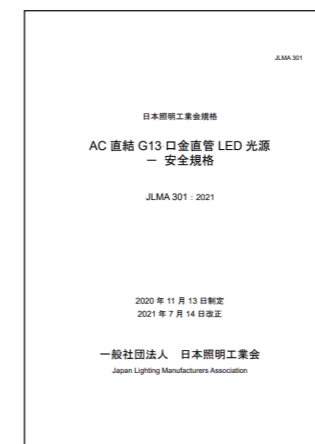 JLMA 301
日本照明工業会規格
AC 直結 G13 口金直管 LED 光源
－ 安全規格
JLMA 301：2021
2020 年 11 月 13 日制定
2021 年 7 月 14 日改正
一般社団法人　日本照明工業会
Japan Lighting Manufacturers Association